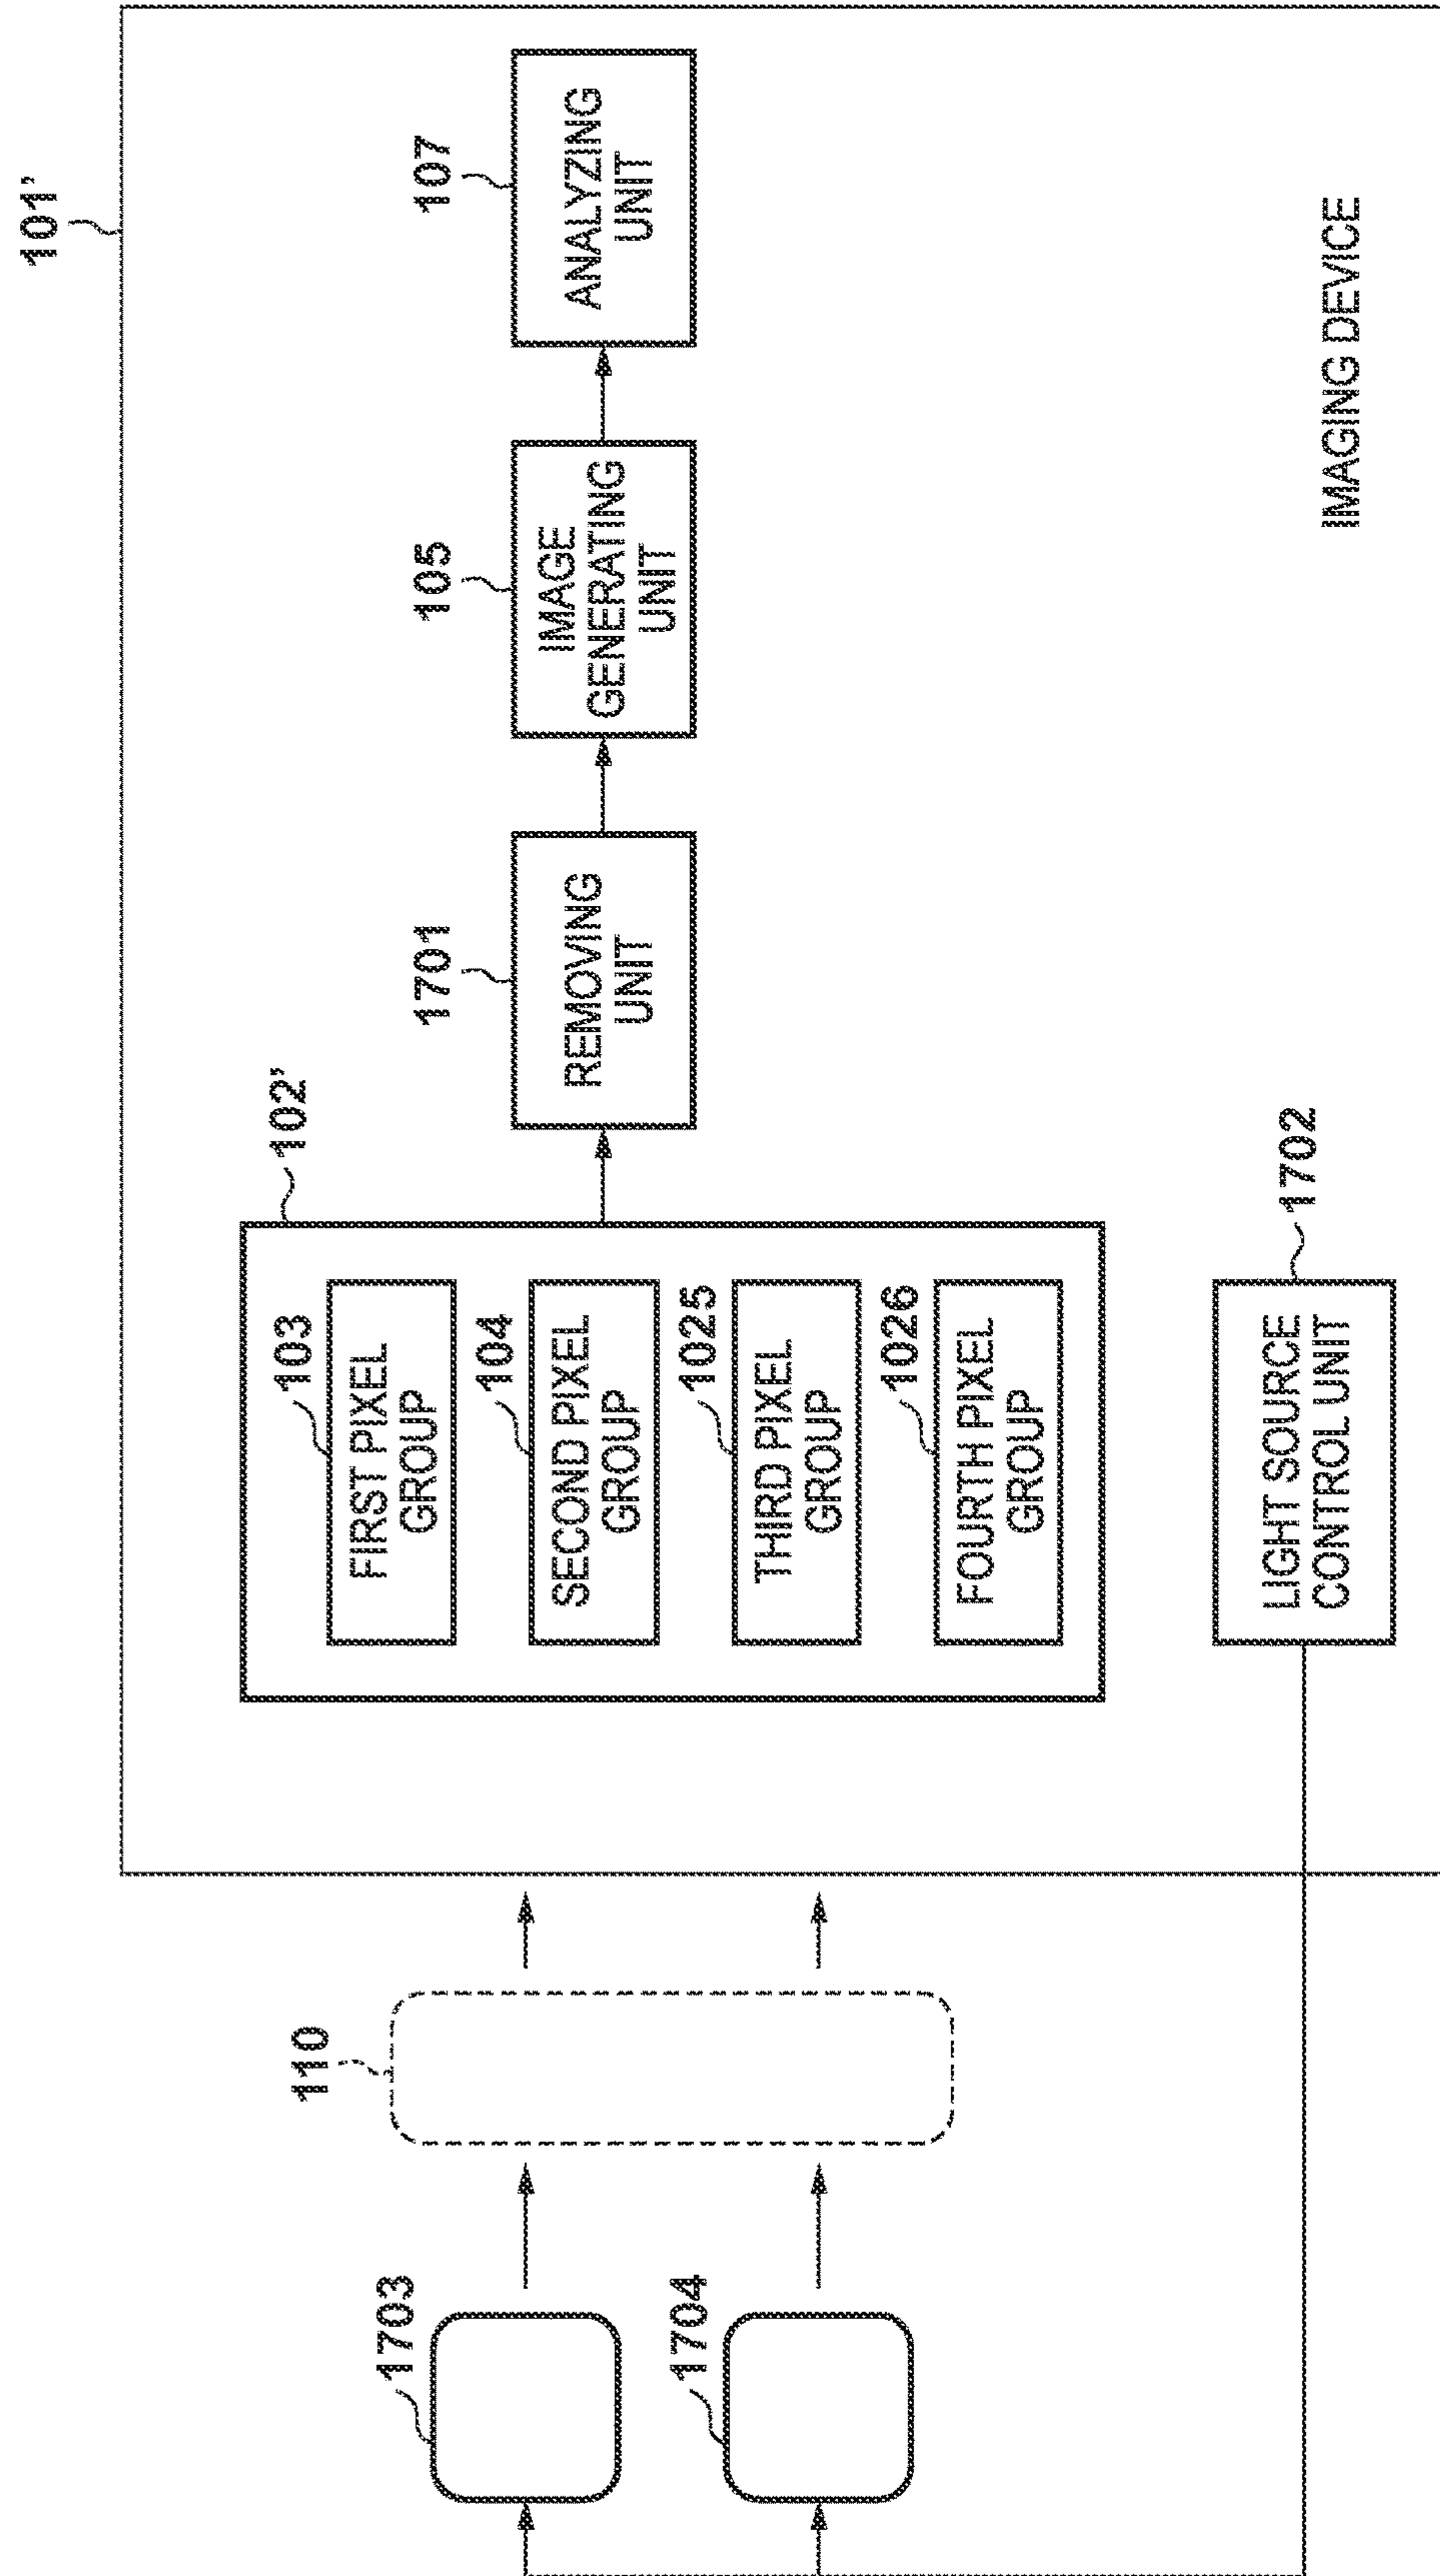 101'
1703
1704
110
102'
103
FIRST PIXEL
GROUP
104
SECOND PIXEL
GROUP
1025
THIRD PIXEL
GROUP
1026
FOURTH PIXEL
GROUP
1701
REMOVING
UNIT
105
IMAGE
GENERATING
UNIT
107
ANALYZING
UNIT
1702
LIGHT SOURCE
CONTROL UNIT
IMAGING DEVICE